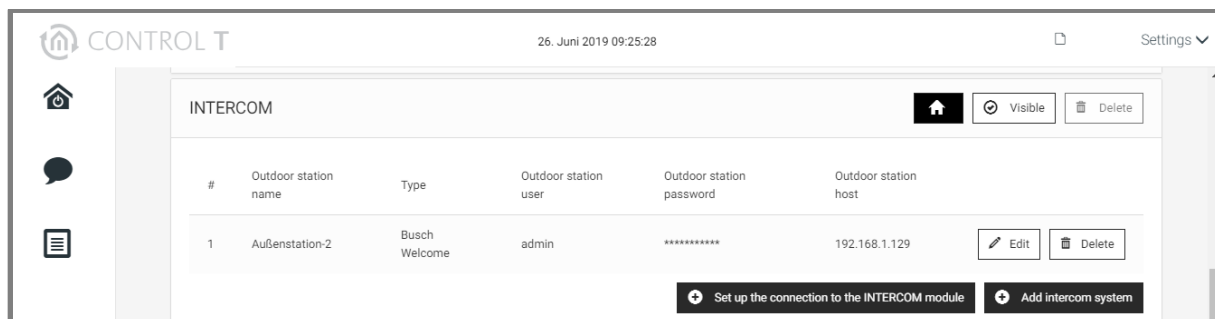 CONTROL T
26. Juni 2019 09:25:28
Settings
INTERCOM
Visible
Delete
# Outdoor station name Type Outdoor station user Outdoor station password Outdoor station host
1 Außenstation-2 Busch Welcome admin *********** 192.168.1.129 Edit Delete
Set up the connection to the INTERCOM module
Add intercom system